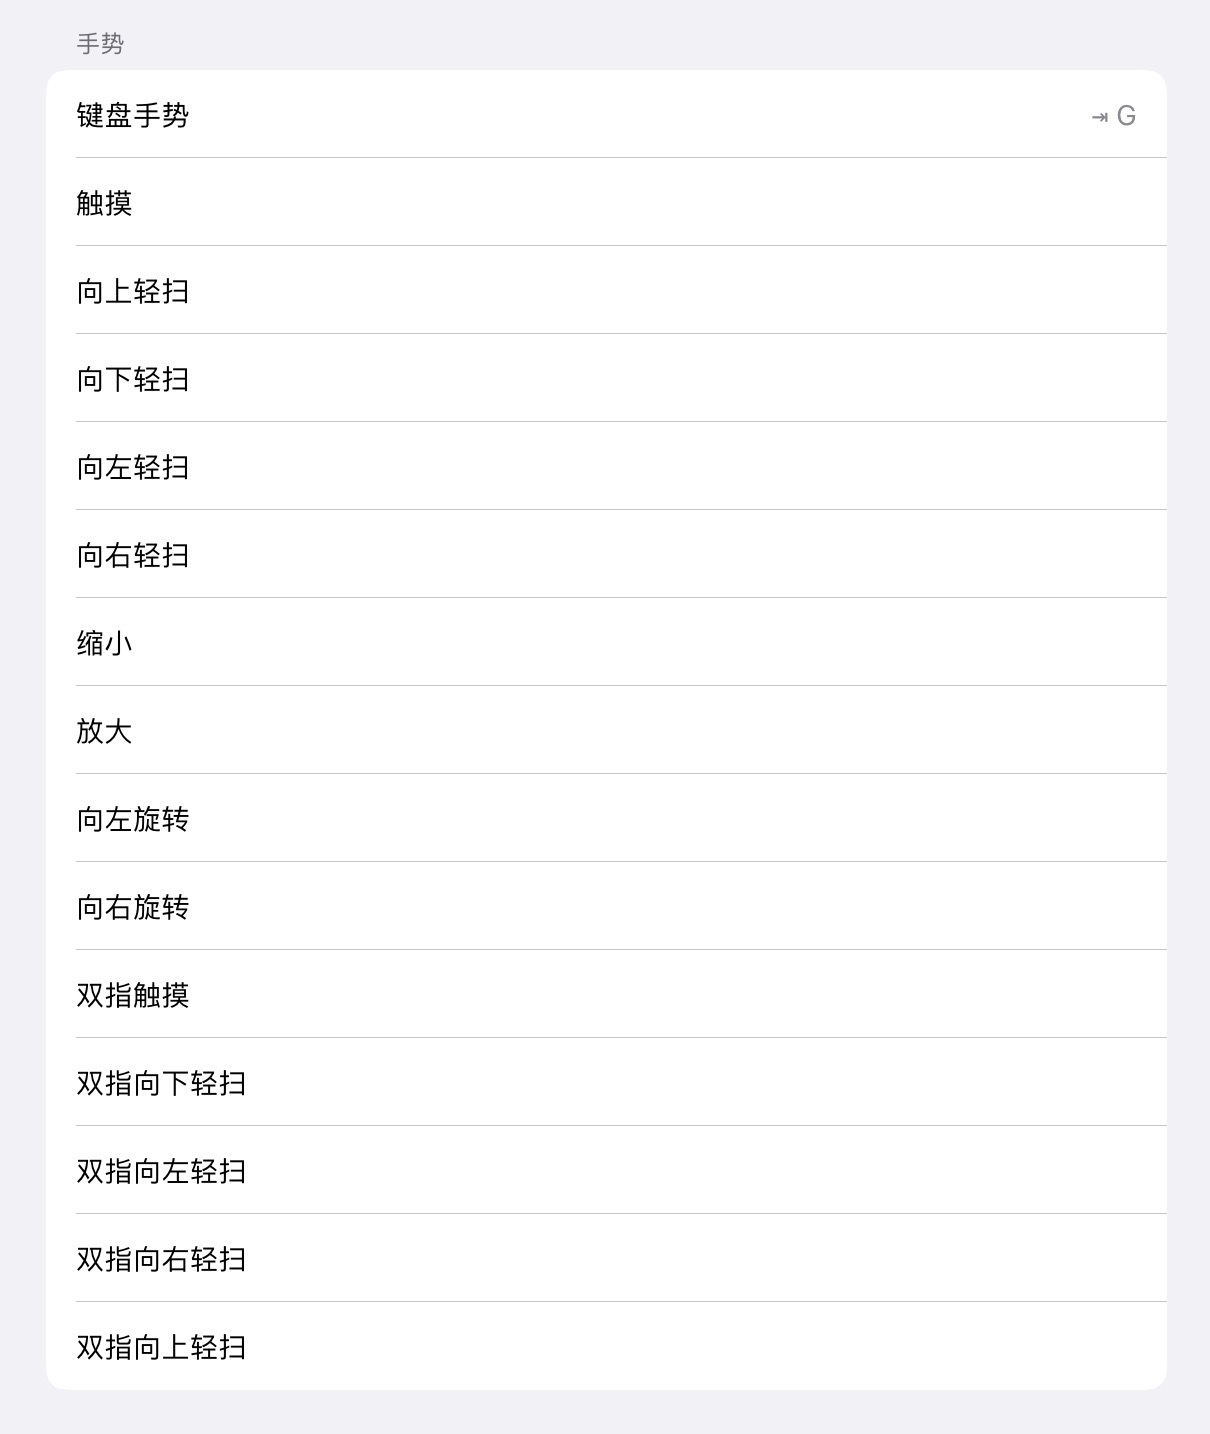 手势
键盘手势 ⇥ G
触摸
向上轻扫
向下轻扫
向左轻扫
向右轻扫
缩小
放大
向左旋转
向右旋转
双指触摸
双指向下轻扫
双指向左轻扫
双指向右轻扫
双指向上轻扫